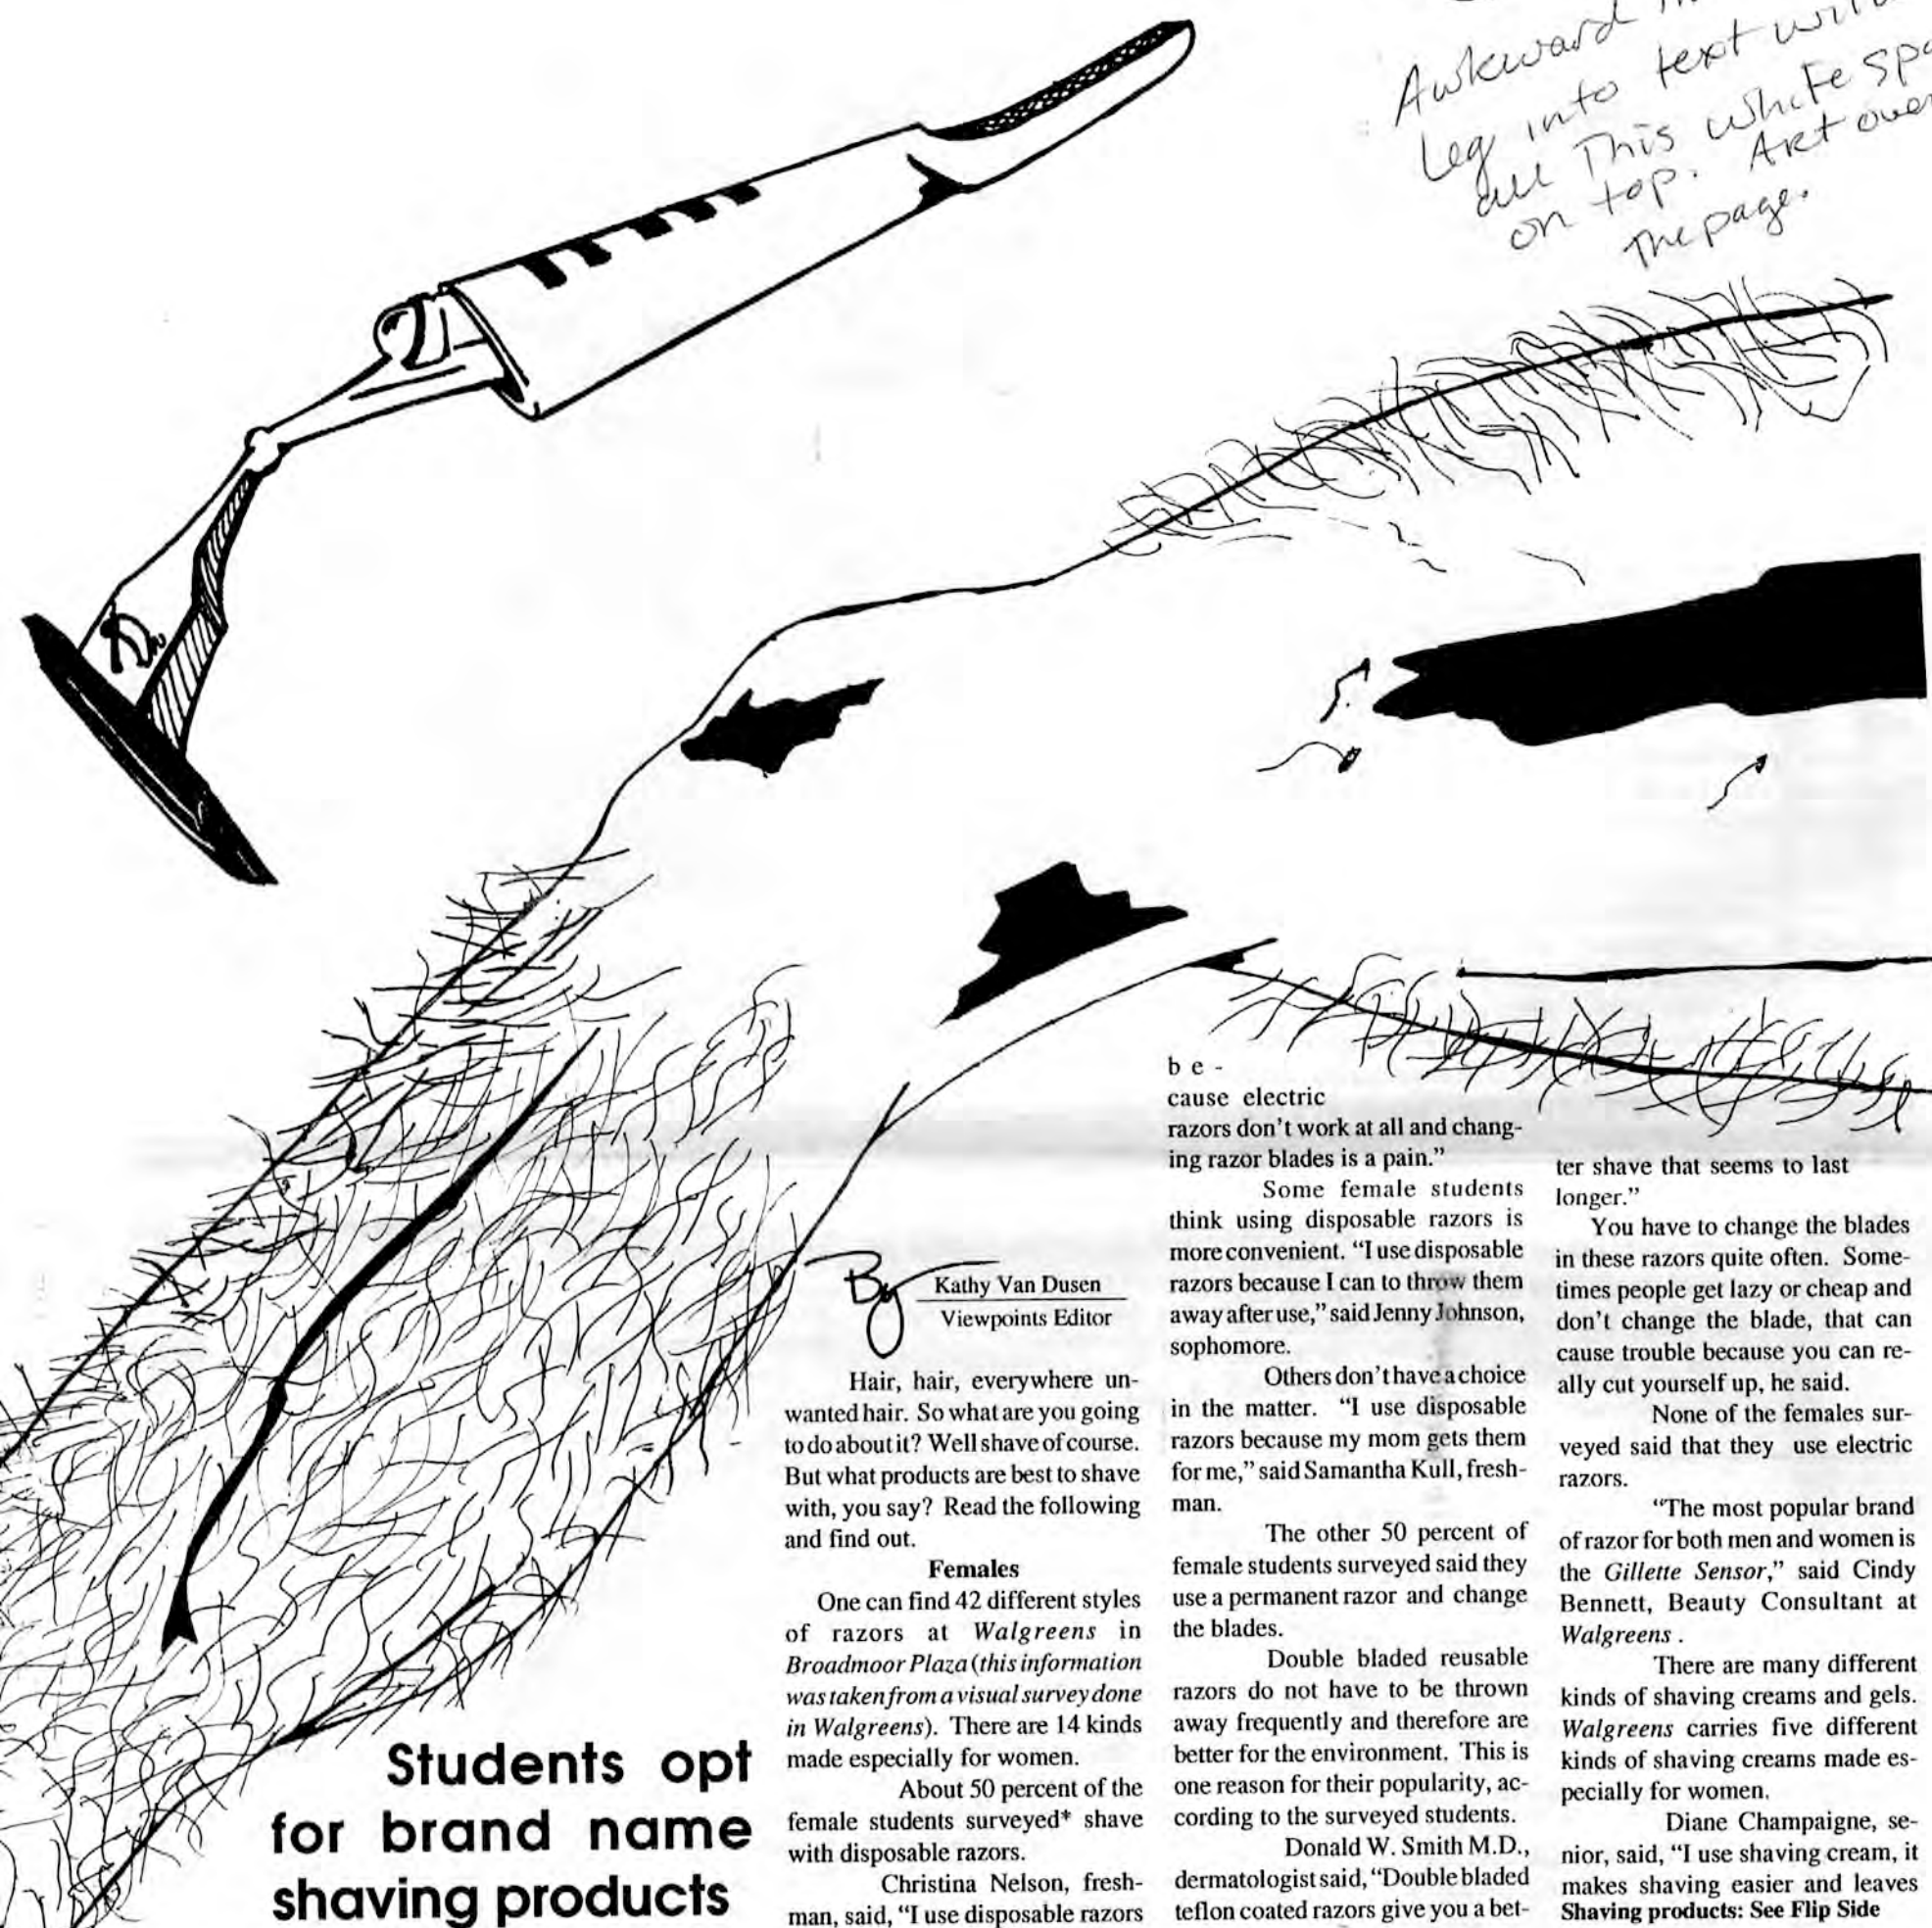 Awkward
Leg into text with
all This white spa
on top. Art over
The page.
By
Kathy Van Dusen
Viewpoints Editor
Students opt
for brand name
shaving products
Hair, hair, everywhere un-
wanted hair. So what are you going
to do about it? Well shave of course.
But what products are best to shave
with, you say? Read the following
and find out.
Females
One can find 42 different styles
of razors at Walgreens in
Broadmoor Plaza (this information
was taken from a visual survey done
in Walgreens). There are 14 kinds
made especially for women.
About 50 percent of the
female students surveyed* shave
with disposable razors.
Christina Nelson, fresh-
man, said, “I use disposable razors
b e -
cause electric
razors don't work at all and chang-
ing razor blades is a pain.”
Some female students
think using disposable razors is
more convenient. “I use disposable
razors because I can to throw them
away after use,” said Jenny Johnson,
sophomore.
Others don't have a choice
in the matter. “I use disposable
razors because my mom gets them
for me,” said Samantha Kull, fresh-
man.
The other 50 percent of
female students surveyed said they
use a permanent razor and change
the blades.
Double bladed reusable
razors do not have to be thrown
away frequently and therefore are
better for the environment. This is
one reason for their popularity, ac-
cording to the surveyed students.
Donald W. Smith M.D.,
dermatologist said, “Double bladed
teflon coated razors give you a bet-
ter shave that seems to last
longer.”
You have to change the blades
in these razors quite often. Some-
times people get lazy or cheap and
don't change the blade, that can
cause trouble because you can re-
ally cut yourself up, he said.
None of the females sur-
veyed said that they use electric
razors.
“The most popular brand
of razor for both men and women is
the Gillette Sensor,” said Cindy
Bennett, Beauty Consultant at
Walgreens .
There are many different
kinds of shaving creams and gels.
Walgreens carries five different
kinds of shaving creams made es-
pecially for women.
Diane Champaigne, se-
nior, said, “I use shaving cream, it
makes shaving easier and leaves
Shaving products: See Flip Side